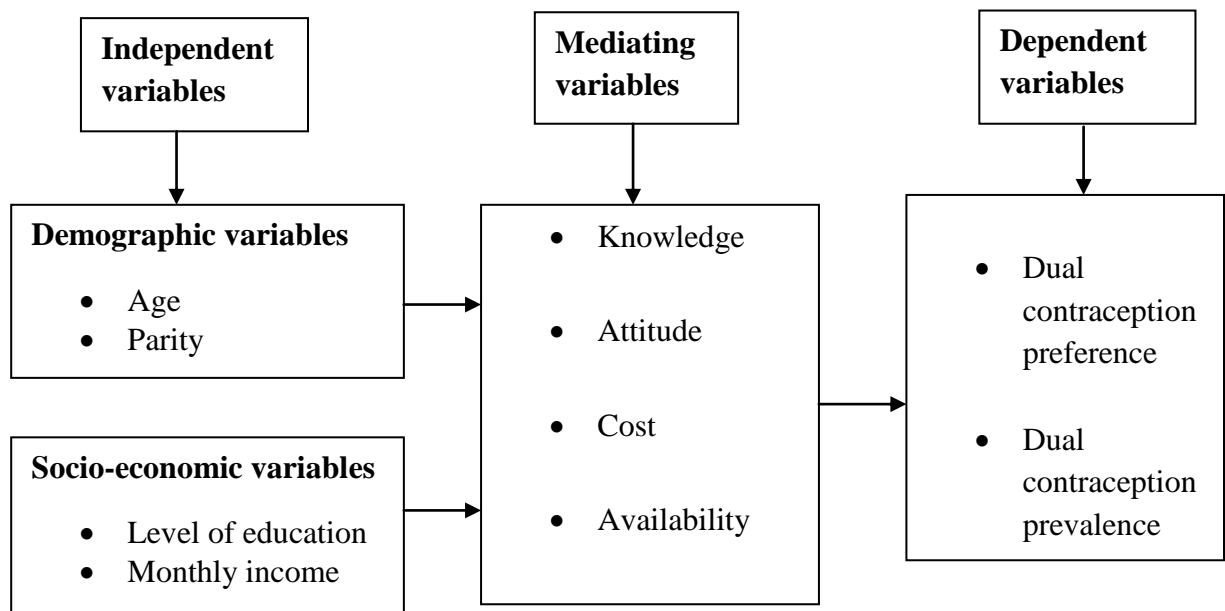 Independent
variables
Mediating
variables
Dependent
variables
Demographic variables
• Age
• Parity
Socio-economic variables
• Level of education
• Monthly income
• Knowledge
• Attitude
• Cost
• Availability
• Dual
contraception
preference
• Dual
contraception
prevalence